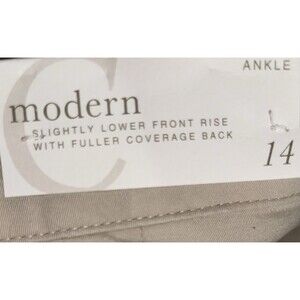 ANKLE
C
modern
SLIGHTLY LOWER FRONT RISE
WITH FULLER COVERAGE BACK
14